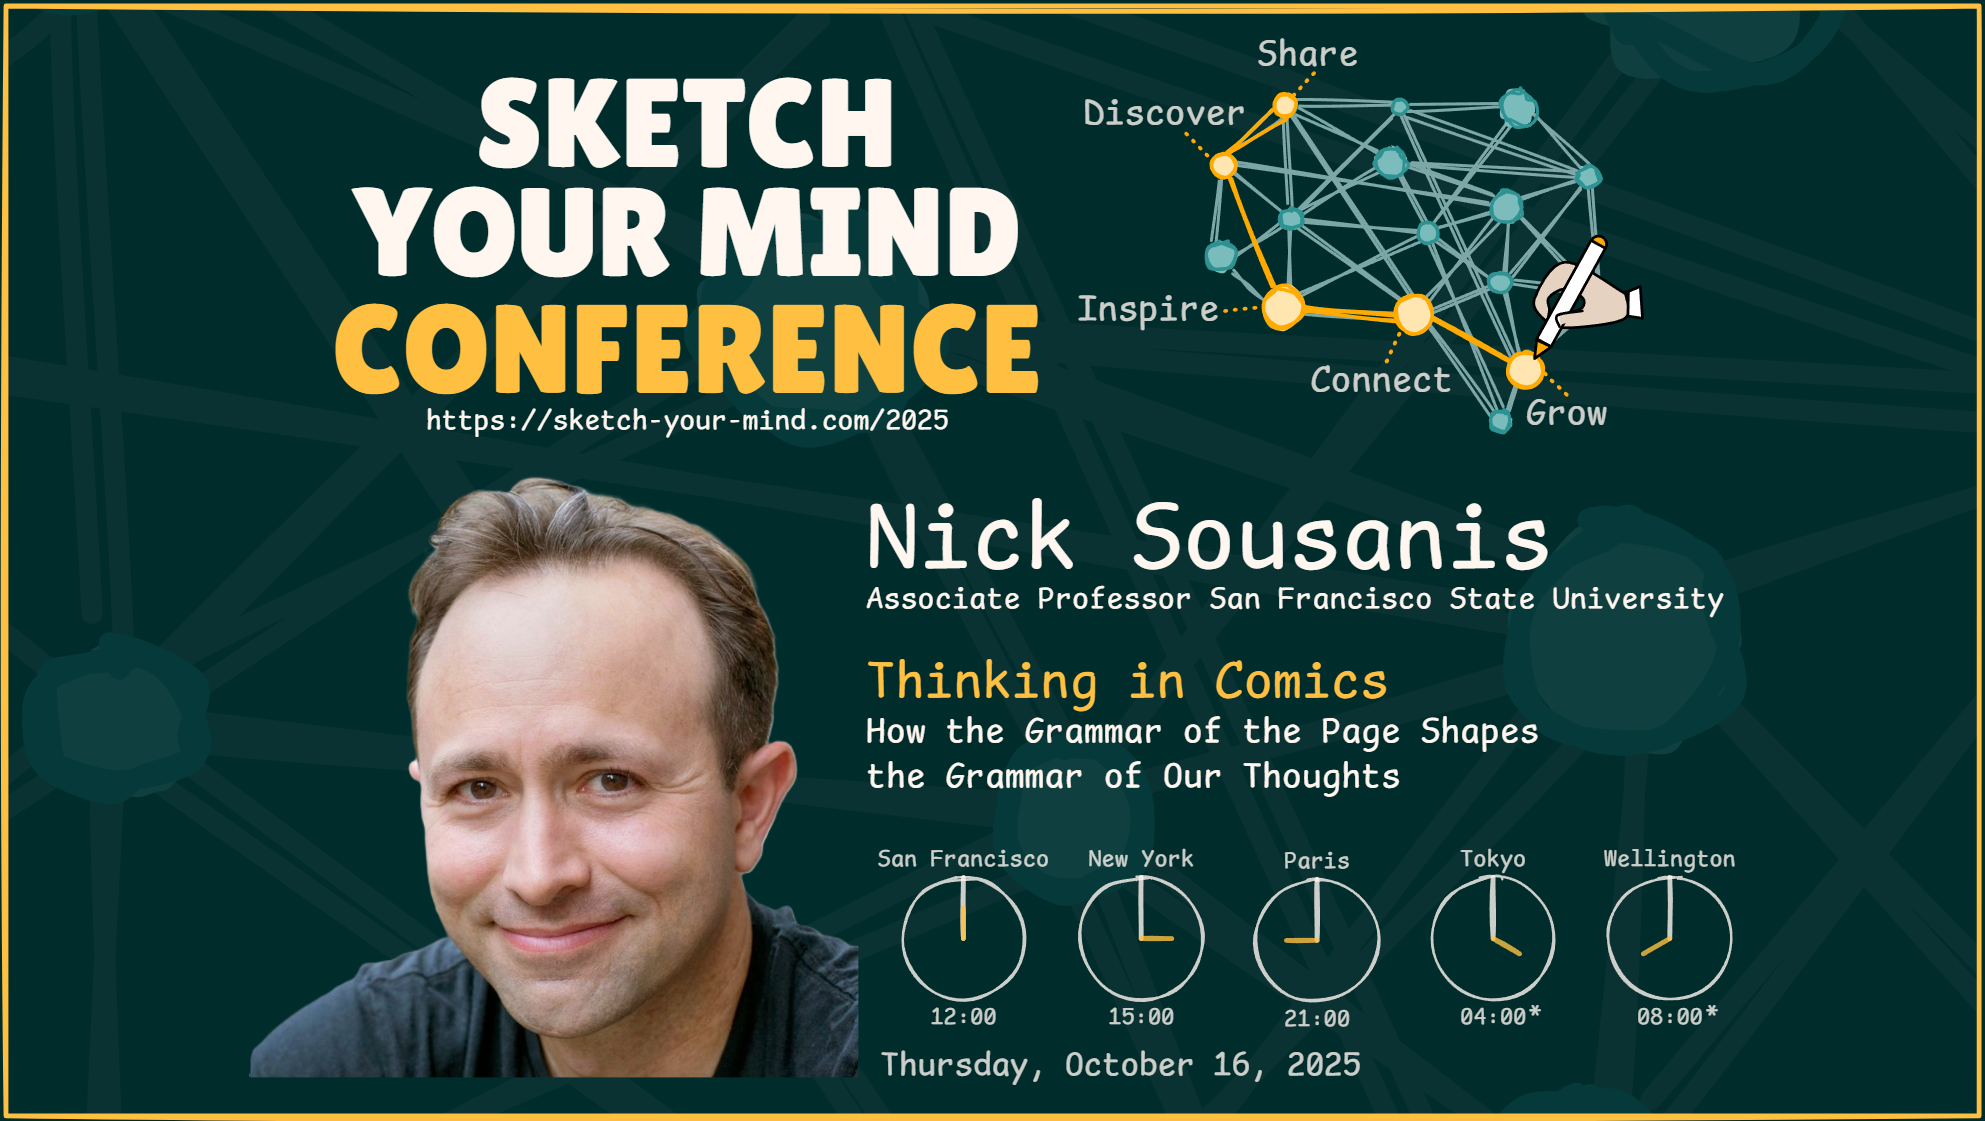 SKETCH
YOUR MIND
CONFERENCE
https://sketch-your-mind.com/2025
Share
Discover
Inspire
Connect
Grow
Nick Sousanis
Associate Professor San Francisco State University
Thinking in Comics
How the Grammar of the Page Shapes
the Grammar of Our Thoughts
San Francisco
New York
Paris
Tokyo
Wellington
12:00
15:00
21:00
04:00*
08:00*
Thursday, October 16, 2025